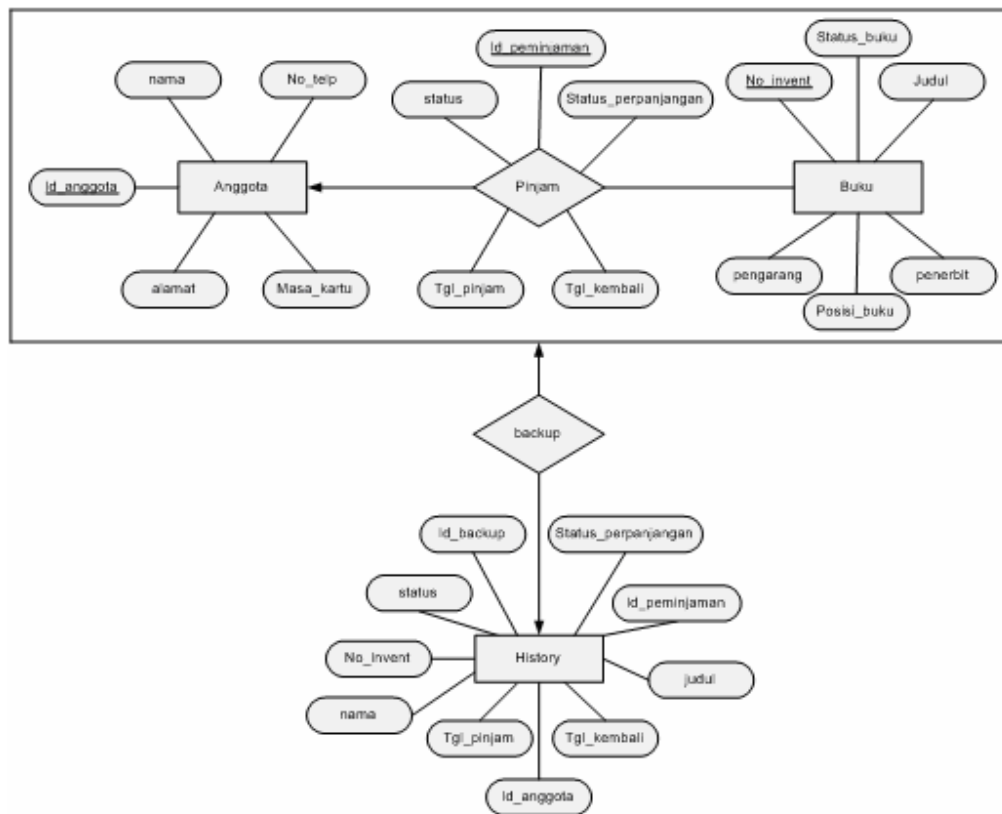 Status_buku
Id_peminjaman
nama
No_telp
No_invent
Judul
status
Status_perpanjangan
Id_anggota
Anggota
Pinjam
Buku
alamat
Masa_kartu
Tgl_pinjam
Tgl_kembali
pengarang
penerbit
Posisi_buku
backup
Id_backup
Status_perpanjangan
status
Id_peminjaman
No_Invent
History
judul
nama
Tgl_pinjam
Tgl_kembali
Id_anggota